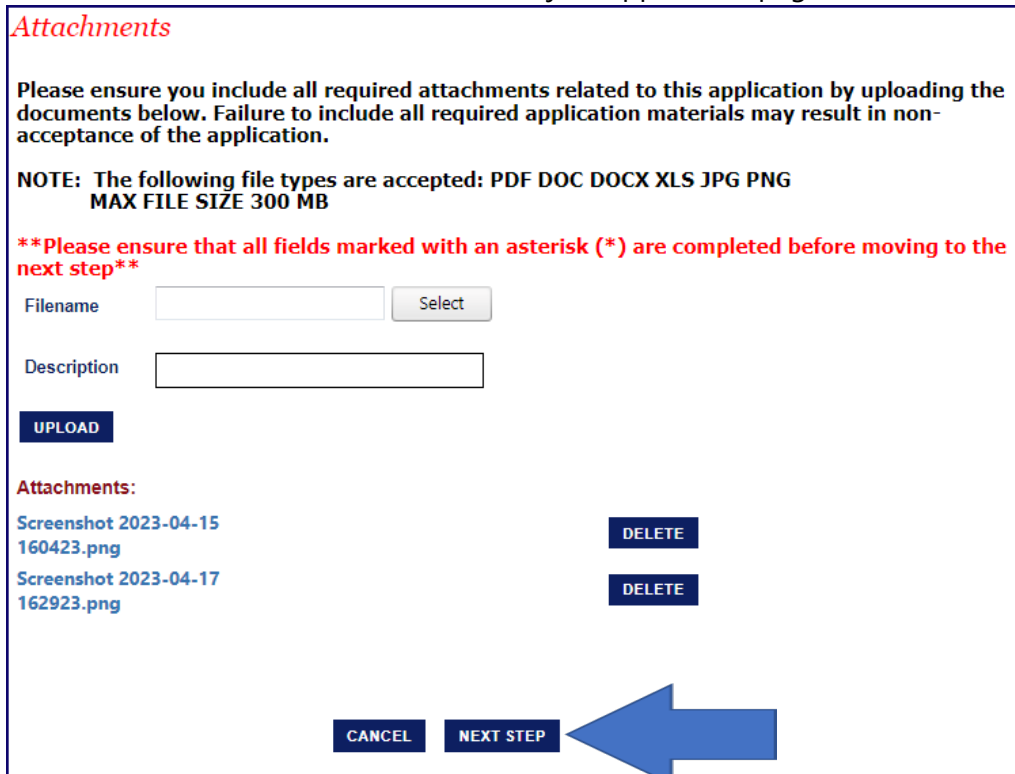 Attachments
Please ensure you include all required attachments related to this application by uploading the
documents below. Failure to include all required application materials may result in non-
acceptance of the application.
NOTE: The following file types are accepted: PDF DOC DOCX XLS JPG PNG
MAX FILE SIZE 300 MB
**Please ensure that all fields marked with an asterisk (*) are completed before moving to the
next step**
Filename Select
Description
UPLOAD
Attachments:
Screenshot 2023-04-15
160423.png
DELETE
Screenshot 2023-04-17
162923.png
DELETE
CANCEL NEXT STEP